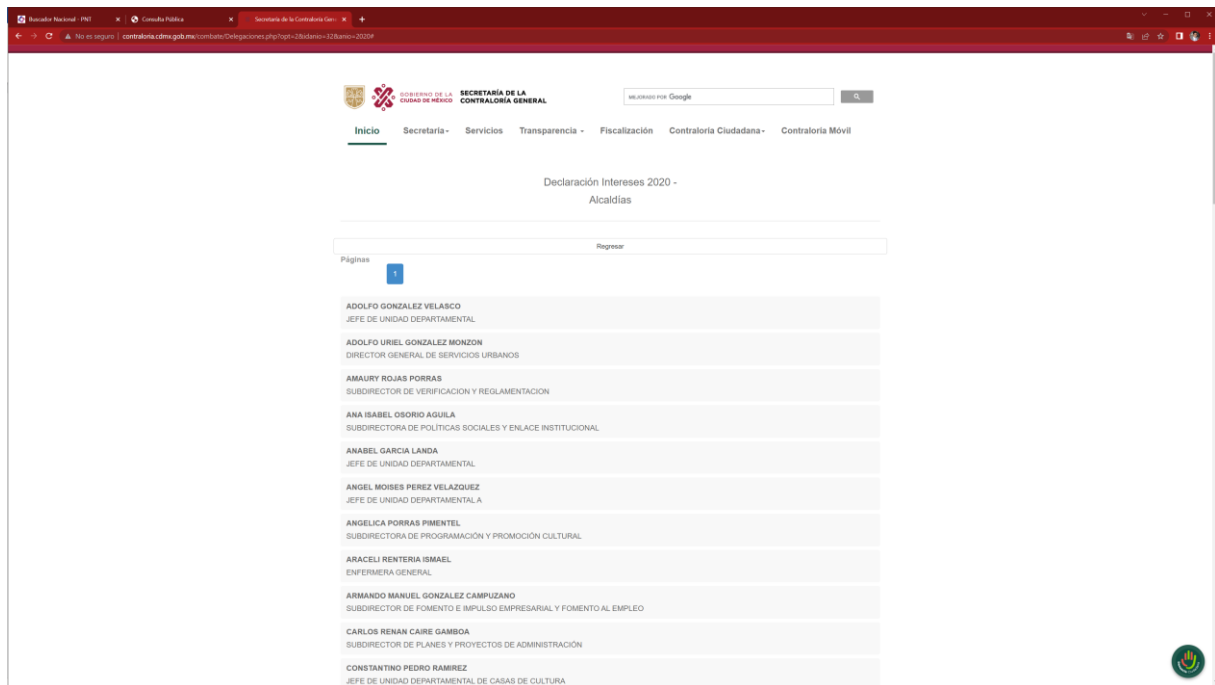 Buscador Nacional - PNT
Consulta Pública
Secretaría de la Contraloría Gen
No es seguro | contraloria.cdmx.gob.mx/combate/Delegaciones.php?opt=2&idanio=32&anio=2020#
GOBIERNO DE LA CIUDAD DE MÉXICO
SECRETARÍA DE LA CONTRALORÍA GENERAL
MEJORADO POR Google
Inicio Secretaría Servicios Transparencia Fiscalización Contraloría Ciudadana Contraloría Móvil
Declaración Intereses 2020 -
Alcaldías
Regresar
Páginas
1
ADOLFO GONZALEZ VELASCO
JEFE DE UNIDAD DEPARTAMENTAL
ADOLFO URIEL GONZALEZ MONZON
DIRECTOR GENERAL DE SERVICIOS URBANOS
AMAURY ROJAS PORRAS
SUBDIRECTOR DE VERIFICACION Y REGLAMENTACION
ANA ISABEL OSORIO AGUILA
SUBDIRECTORA DE POLÍTICAS SOCIALES Y ENLACE INSTITUCIONAL
ANABEL GARCIA LANDA
JEFE DE UNIDAD DEPARTAMENTAL
ANGEL MOISES PEREZ VELAZQUEZ
JEFE DE UNIDAD DEPARTAMENTAL A
ANGELICA PORRAS PIMENTEL
SUBDIRECTORA DE PROGRAMACIÓN Y PROMOCIÓN CULTURAL
ARACELI RENTERIA ISMAEL
ENFERMERA GENERAL
ARMANDO MANUEL GONZALEZ CAMPUZANO
SUBDIRECTOR DE FOMENTO E IMPULSO EMPRESARIAL Y FOMENTO AL EMPLEO
CARLOS RENAN CAIRE GAMBOA
SUBDIRECTOR DE PLANES Y PROYECTOS DE ADMINISTRACIÓN
CONSTANTINO PEDRO RAMIREZ
JEFE DE UNIDAD DEPARTAMENTAL DE CASAS DE CULTURA